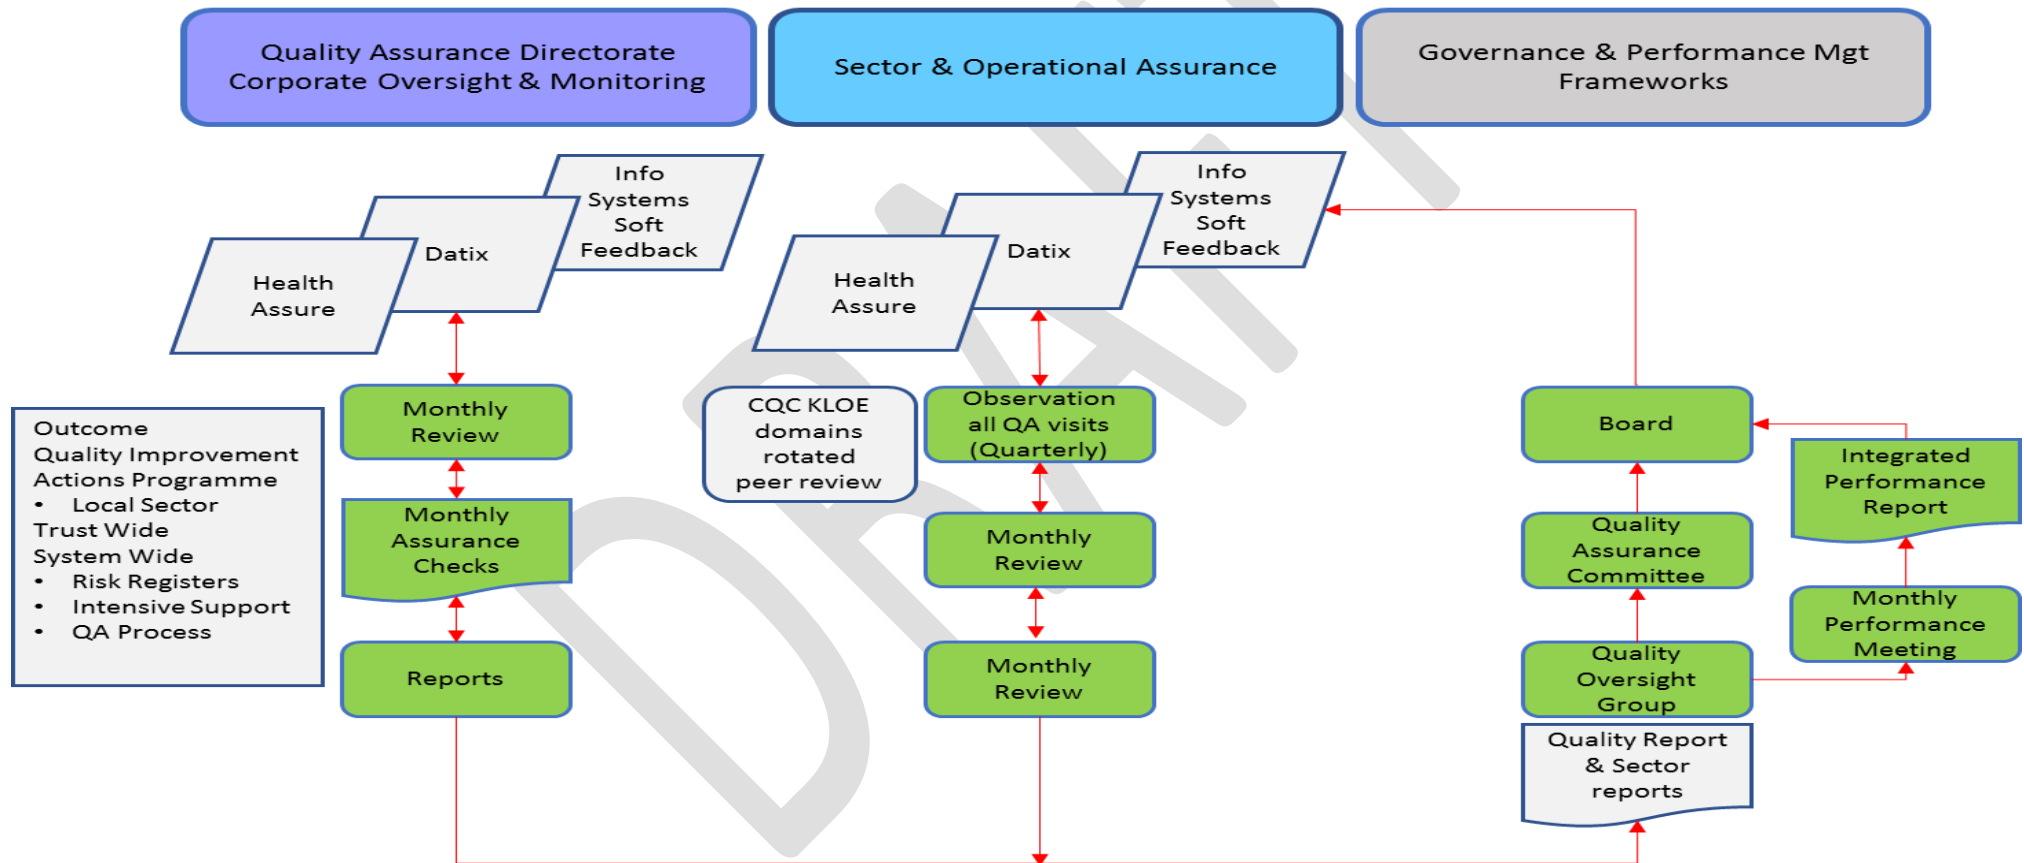 Quality Assurance Directorate
Corporate Oversight & Monitoring
Sector & Operational Assurance
Governance & Performance Mgt
Frameworks
Info
Systems
Soft
Feedback
Datix
Health
Assure
Info
Systems
Soft
Feedback
Datix
Health
Assure
Outcome
Quality Improvement
Actions Programme
• Local Sector
Trust Wide
System Wide
• Risk Registers
• Intensive Support
• QA Process
Monthly
Review
Monthly
Assurance
Checks
Reports
CQC KLOE
domains
rotated
peer review
Observation
all QA visits
(Quarterly)
Monthly
Review
Monthly
Review
Board
Quality
Assurance
Committee
Quality
Oversight
Group
Quality Report
& Sector
reports
Integrated
Performance
Report
Monthly
Performance
Meeting
DRAFT